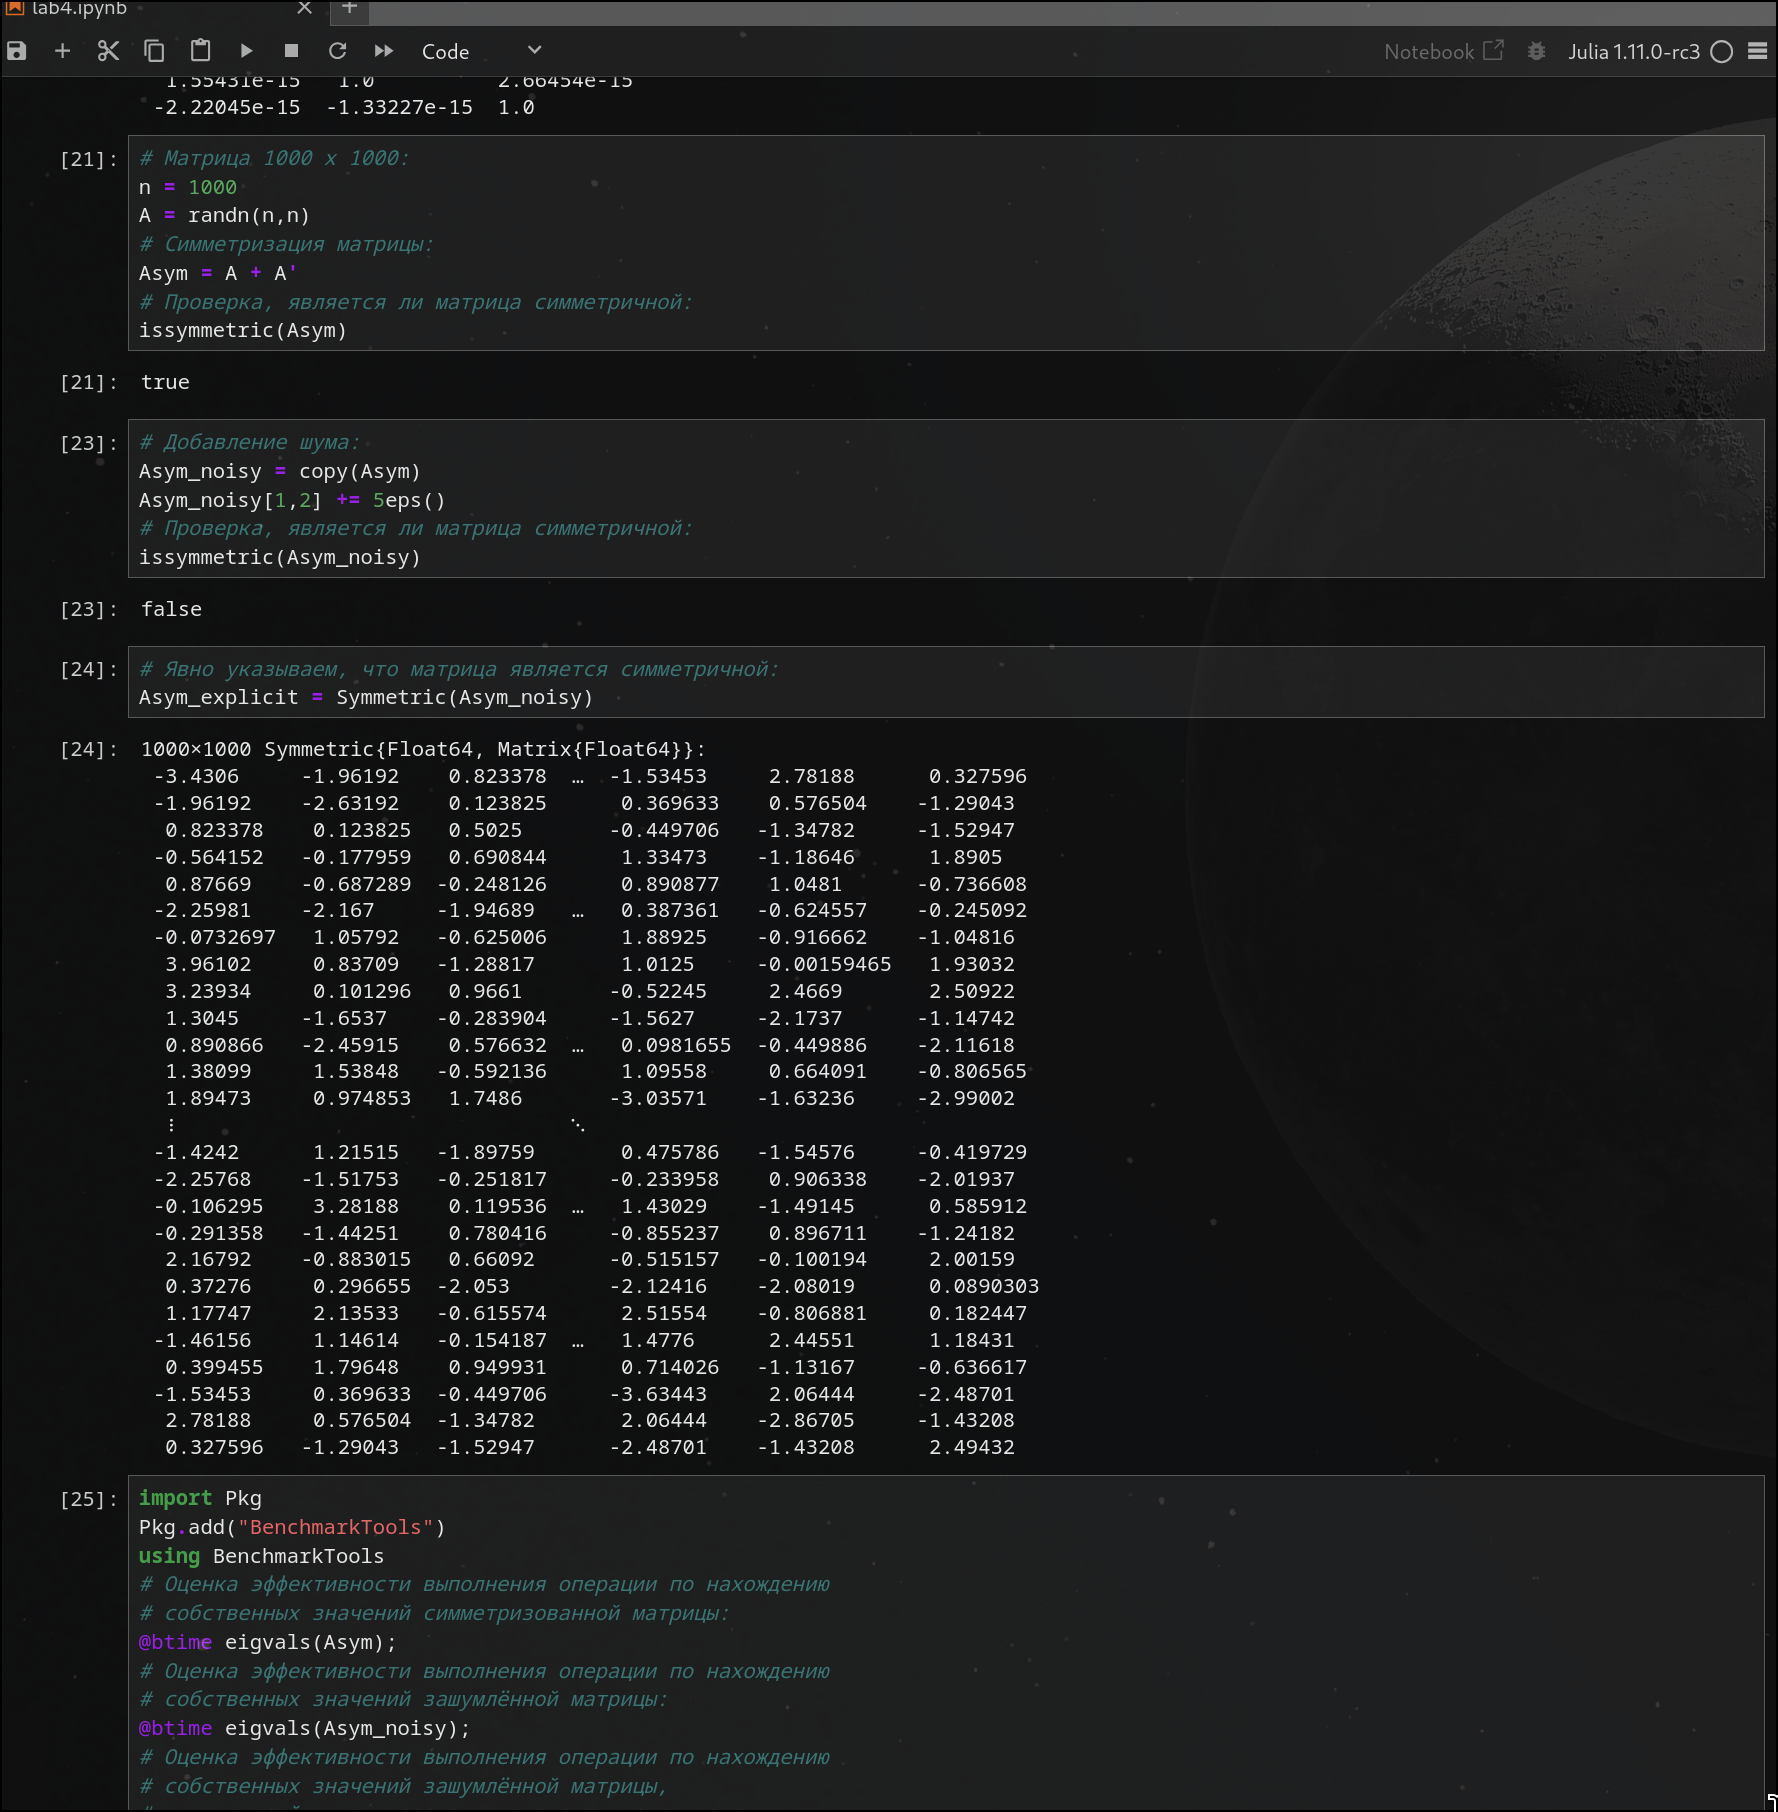 lab4.ipynb
Code Notebook Julia 1.11.0-rc3
1.55431e-15 1.0 2.66454e-15
-2.22045e-15 -1.33227e-15 1.0
[21]: # Матрица 1000 x 1000:
n = 1000
A = randn(n,n)
# Симметризация матрицы:
Asym = A + A'
# Проверка, является ли матрица симметричной:
issymmetric(Asym)
[21]: true
[23]: # Добавление шума:
Asym_noisy = copy(Asym)
Asym_noisy[1,2] += 5eps()
# Проверка, является ли матрица симметричной:
issymmetric(Asym_noisy)
[23]: false
[24]: # Явно указываем, что матрица является симметричной:
Asym_explicit = Symmetric(Asym_noisy)
[24]: 1000×1000 Symmetric{Float64, Matrix{Float64}}:
-3.4306 -1.96192 0.823378 … -1.53453 2.78188 0.327596
-1.96192 -2.63192 0.123825 0.369633 0.576504 -1.29043
0.823378 0.123825 0.5025 -0.449706 -1.34782 -1.52947
-0.564152 -0.177959 0.690844 1.33473 -1.18646 1.8905
0.87669 -0.687289 -0.248126 0.890877 1.0481 -0.736608
-2.25981 -2.167 -1.94689 … 0.387361 -0.624557 -0.245092
-0.0732697 1.05792 -0.625006 1.88925 -0.916662 -1.04816
3.96102 0.83709 -1.28817 1.0125 -0.00159465 1.93032
3.23934 0.101296 0.9661 -0.52245 2.4669 2.50922
1.3045 -1.6537 -0.283904 -1.5627 -2.1737 -1.14742
0.890866 -2.45915 0.576632 … 0.0981655 -0.449886 -2.11618
1.38099 1.53848 -0.592136 1.09558 0.664091 -0.806565
1.89473 0.974853 1.7486 -3.03571 -1.63236 -2.99002
⋮ ⋱
-1.4242 1.21515 -1.89759 0.475786 -1.54576 -0.419729
-2.25768 -1.51753 -0.251817 -0.233958 0.906338 -2.01937
-0.106295 3.28188 0.119536 … 1.43029 -1.49145 0.585912
-0.291358 -1.44251 0.780416 -0.855237 0.896711 -1.24182
2.16792 -0.883015 0.66092 -0.515157 -0.100194 2.00159
0.37276 0.296655 -2.053 -2.12416 -2.08019 0.0890303
1.17747 2.13533 -0.615574 2.51554 -0.806881 0.182447
-1.46156 1.14614 -0.154187 … 1.4776 2.44551 1.18431
0.399455 1.79648 0.949931 0.714026 -1.13167 -0.636617
-1.53453 0.369633 -0.449706 -3.63443 2.06444 -2.48701
2.78188 0.576504 -1.34782 2.06444 -2.86705 -1.43208
0.327596 -1.29043 -1.52947 -2.48701 -1.43208 2.49432
[25]: import Pkg
Pkg.add("BenchmarkTools")
using BenchmarkTools
# Оценка эффективности выполнения операции по нахождению
# собственных значений симметризованной матрицы:
@btime eigvals(Asym);
# Оценка эффективности выполнения операции по нахождению
# собственных значений зашумлённой матрицы:
@btime eigvals(Asym_noisy);
# Оценка эффективности выполнения операции по нахождению
# собственных значений зашумлённой матрицы,